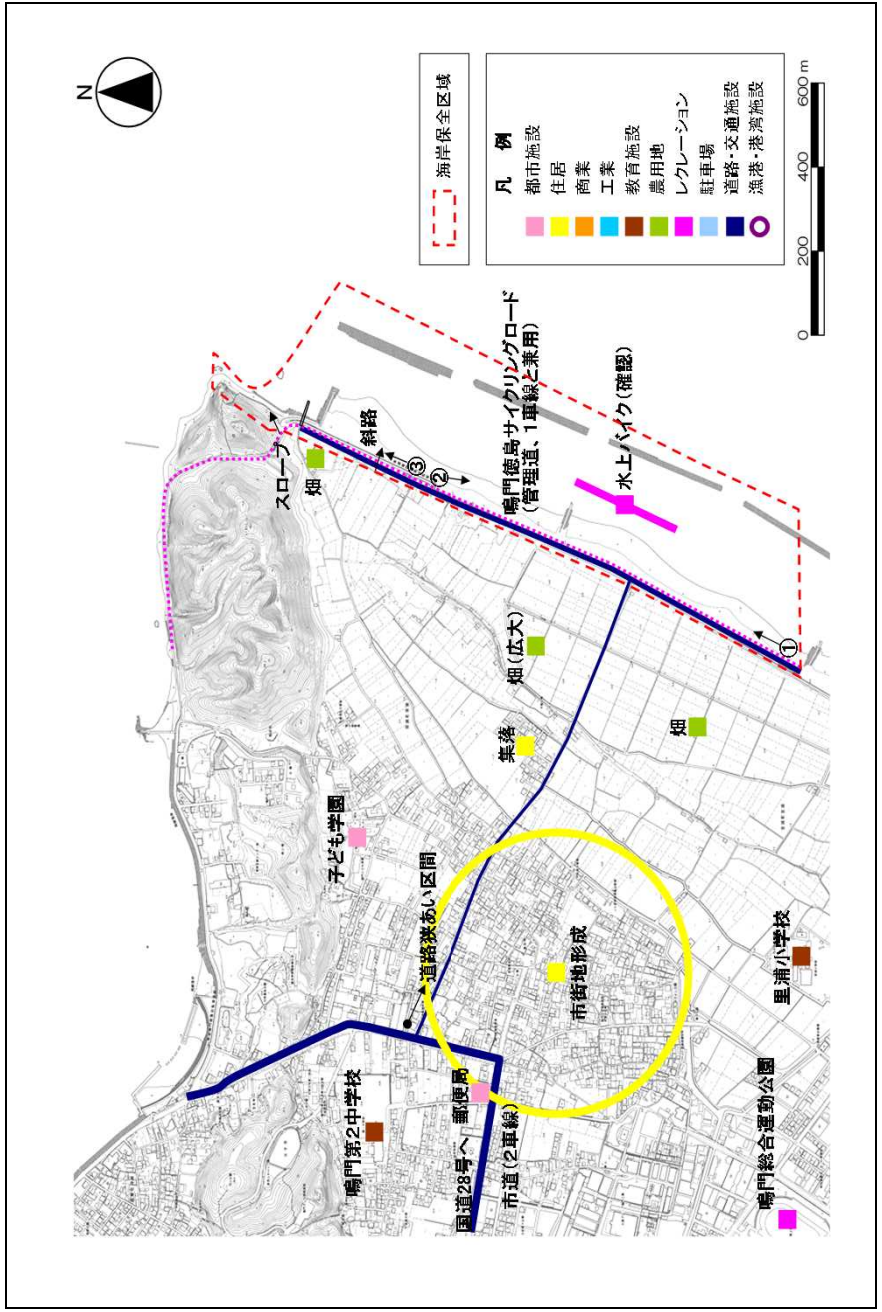 N
海岸保全区域
凡 例
都市施設
住居
商業
工業
教育施設
農用地
レクレーション
駐車場
道路・交通施設
漁港・港湾施設
0 200 400 600 m
スロープ
畑
斜路
③
②
鳴門徳島サイクリングロード
(管理道、1車線と兼用)
水上バイク(確認)
①
畑(広大)
畑
集落
子ども学園
道路狭あい区間
市街地形成
里浦小学校
鳴門第2中学校
郵便局
国道28号へ
市道(2車線)
鳴門総合運動公園